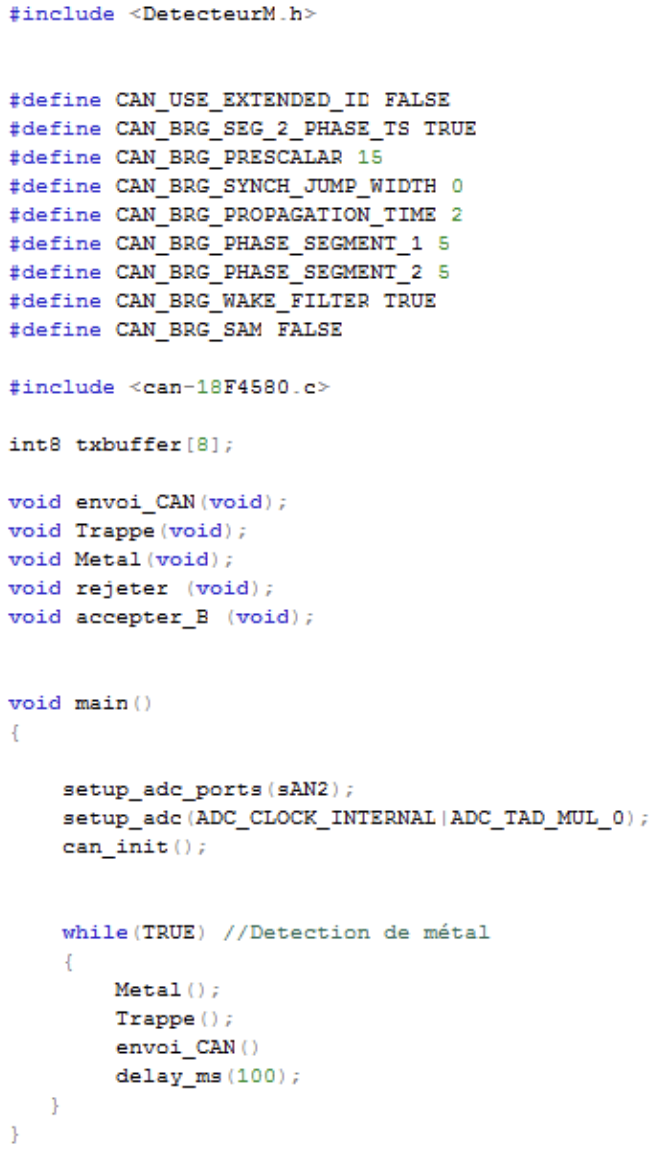 #include <DetecteurM.h>
#define CAN_USE_EXTENDED_ID FALSE
#define CAN_BRG_SEG_2_PHASE_TS TRUE
#define CAN_BRG_PRESCALAR 15
#define CAN_BRG_SYNCH_JUMP_WIDTH 0
#define CAN_BRG_PROPAGATION_TIME 2
#define CAN_BRG_PHASE_SEGMENT_1 5
#define CAN_BRG_PHASE_SEGMENT_2 5
#define CAN_BRG_WAKE_FILTER TRUE
#define CAN_BRG_SAM FALSE
#include <can-18F4580.c>
int8 txbuffer[8];
void envoi_CAN(void);
void Trappe(void);
void Metal(void);
void rejeter (void);
void accepter_B (void);
void main()
{
setup_adc_ports(sAN2);
setup_adc(ADC_CLOCK_INTERNAL|ADC_TAD_MUL_0);
can_init();
while(TRUE) //Detection de métal
{
Metal();
Trappe();
envoi_CAN()
delay_ms(100);
}
}